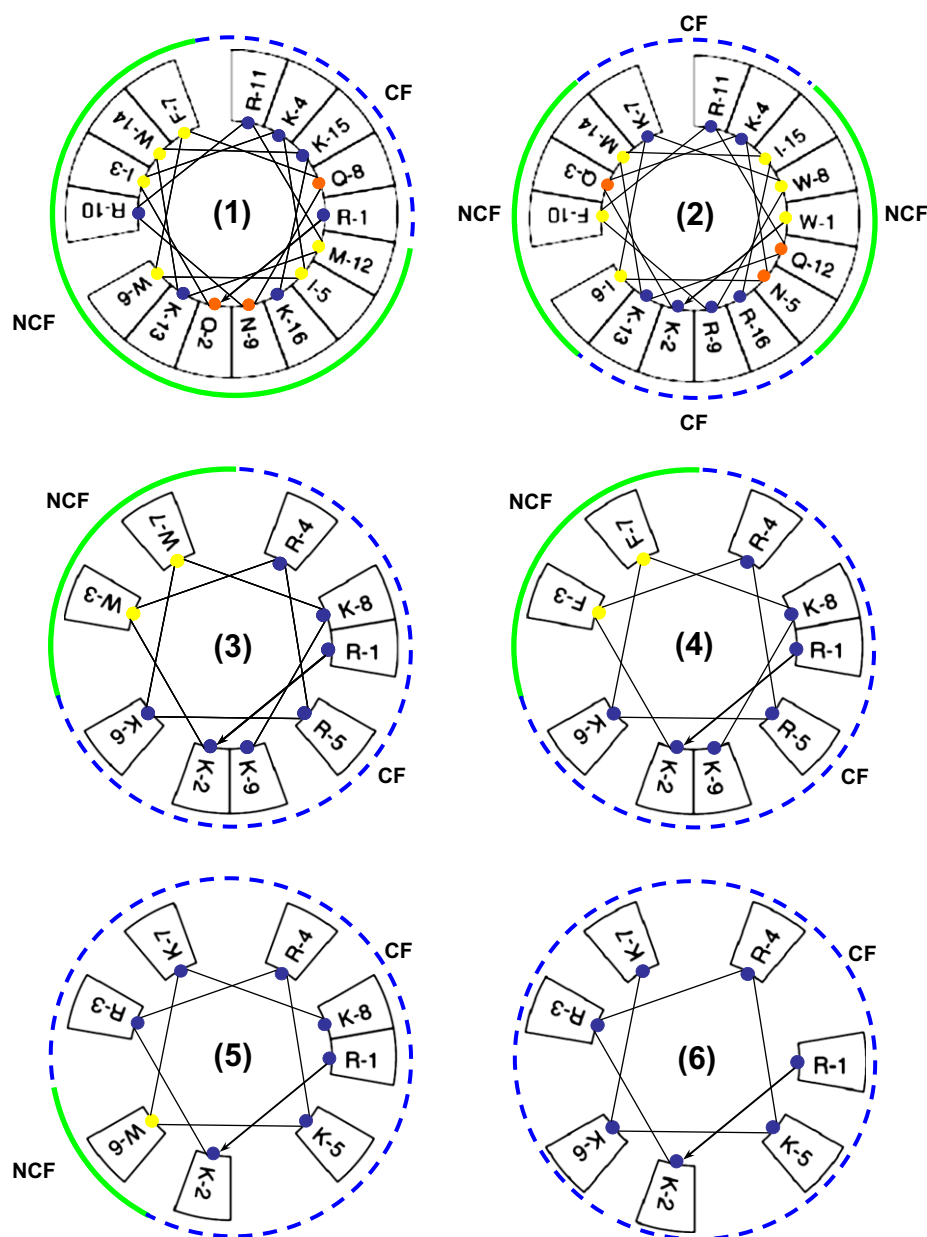 CF
CF
R-11
K-4
K-15
Q-8
R-1
M-12
I-5
K-16
N-9
Q-2
K-13
W-6
R-10
I-3
W-14
F-7
(1)
NCF
R-11
K-4
I-15
W-8
W-1
Q-12
N-5
R-16
R-9
K-2
K-13
I-6
F-10
Q-3
M-14
K-7
(2)
NCF
NCF
CF
NCF
W-7
R-4
K-8
R-1
R-5
K-9
K-2
K-6
W-3
(3)
CF
NCF
F-7
R-4
K-8
R-1
R-5
K-9
K-2
K-6
F-3
(4)
CF
K-7
R-4
CF
K-8
R-1
K-5
K-2
W-6
R-3
(5)
NCF
K-7
R-4
CF
R-1
K-5
K-2
K-6
R-3
(6)